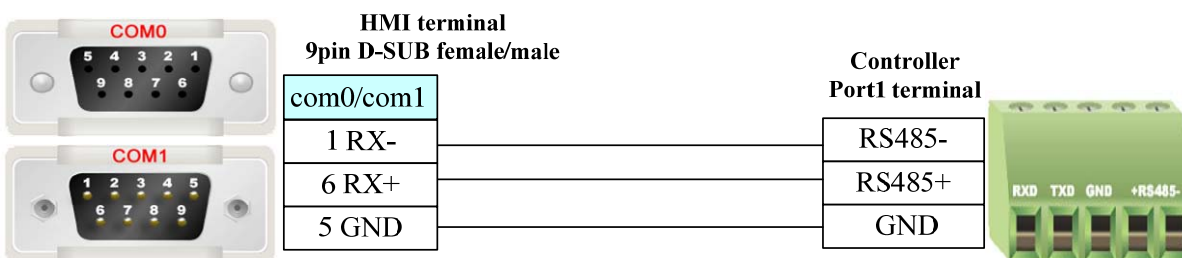 COM0
5 4 3 2 1
9 8 7 6
COM1
1 2 3 4 5
6 7 8 9
HMI terminal
9pin D-SUB female/male
com0/com1
1 RX-
6 RX+
5 GND
Controller
Port1 terminal
RS485-
RS485+
GND
RXD TXD GND +RS485-